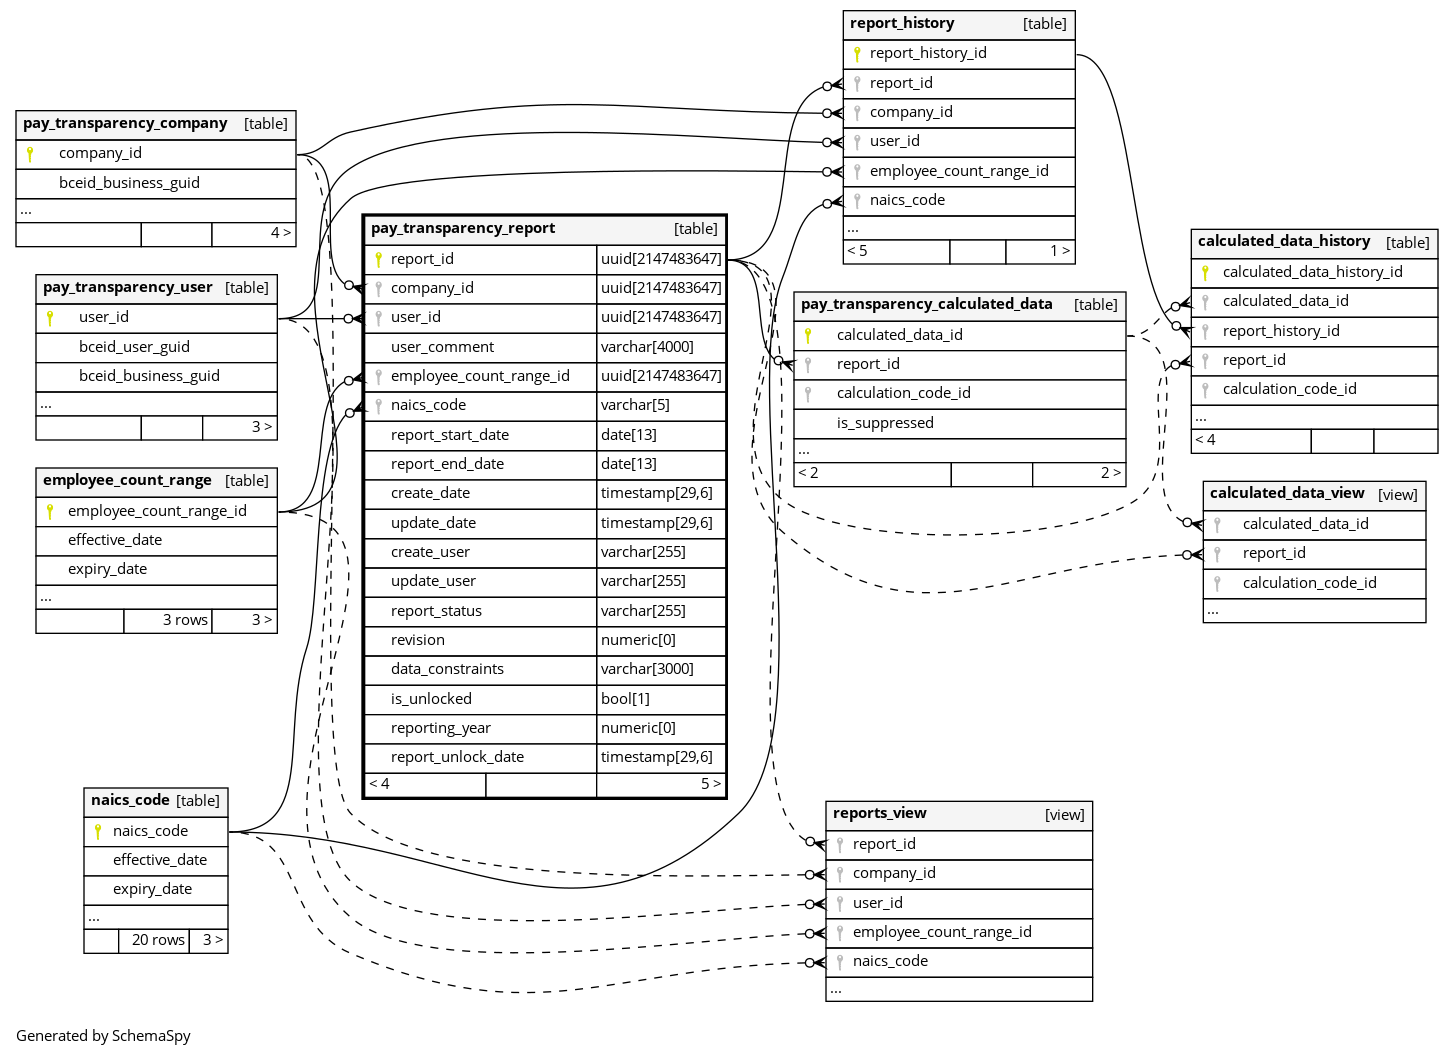 report_history [table]
report_history_id
report_id
company_id
user_id
employee_count_range_id
naics_code
...
< 5 1 >
pay_transparency_company [table]
company_id
bceid_business_guid
...
4 >
pay_transparency_user [table]
user_id
bceid_user_guid
bceid_business_guid
...
3 >
employee_count_range [table]
employee_count_range_id
effective_date
expiry_date
...
3 rows 3 >
naics_code [table]
naics_code
effective_date
expiry_date
...
20 rows 3 >
pay_transparency_report [table]
report_id uuid[2147483647]
company_id uuid[2147483647]
user_id uuid[2147483647]
user_comment varchar[4000]
employee_count_range_id uuid[2147483647]
naics_code varchar[5]
report_start_date date[13]
report_end_date date[13]
create_date timestamp[29,6]
update_date timestamp[29,6]
create_user varchar[255]
update_user varchar[255]
report_status varchar[255]
revision numeric[0]
data_constraints varchar[3000]
is_unlocked bool[1]
reporting_year numeric[0]
report_unlock_date timestamp[29,6]
< 4 5 >
pay_transparency_calculated_data [table]
calculated_data_id
report_id
calculation_code_id
is_suppressed
...
< 2 2 >
calculated_data_history [table]
calculated_data_history_id
calculated_data_id
report_history_id
report_id
calculation_code_id
...
< 4
calculated_data_view [view]
calculated_data_id
report_id
calculation_code_id
...
reports_view [view]
report_id
company_id
user_id
employee_count_range_id
naics_code
...
Generated by SchemaSpy